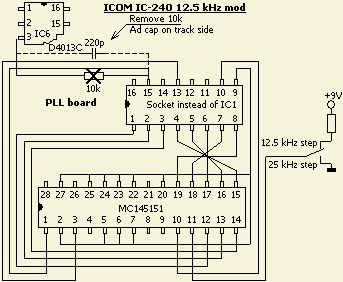 ICOM IC-240 12.5 kHz mod
Remove 10k
Ad cap on track side
1 16
2 15
3
IC6
D4013C 220p
10k
PLL board
16 15 14 13 12 11 10 9
Socket instead of IC1
1 2 3 4 5 6 7 8
+9V
12.5 kHz step
25 kHz step
28 27 26 25 24 23 22 21 20 19 18 17 16 15
MC145151
1 2 3 4 5 6 7 8 9 10 11 12 13 14